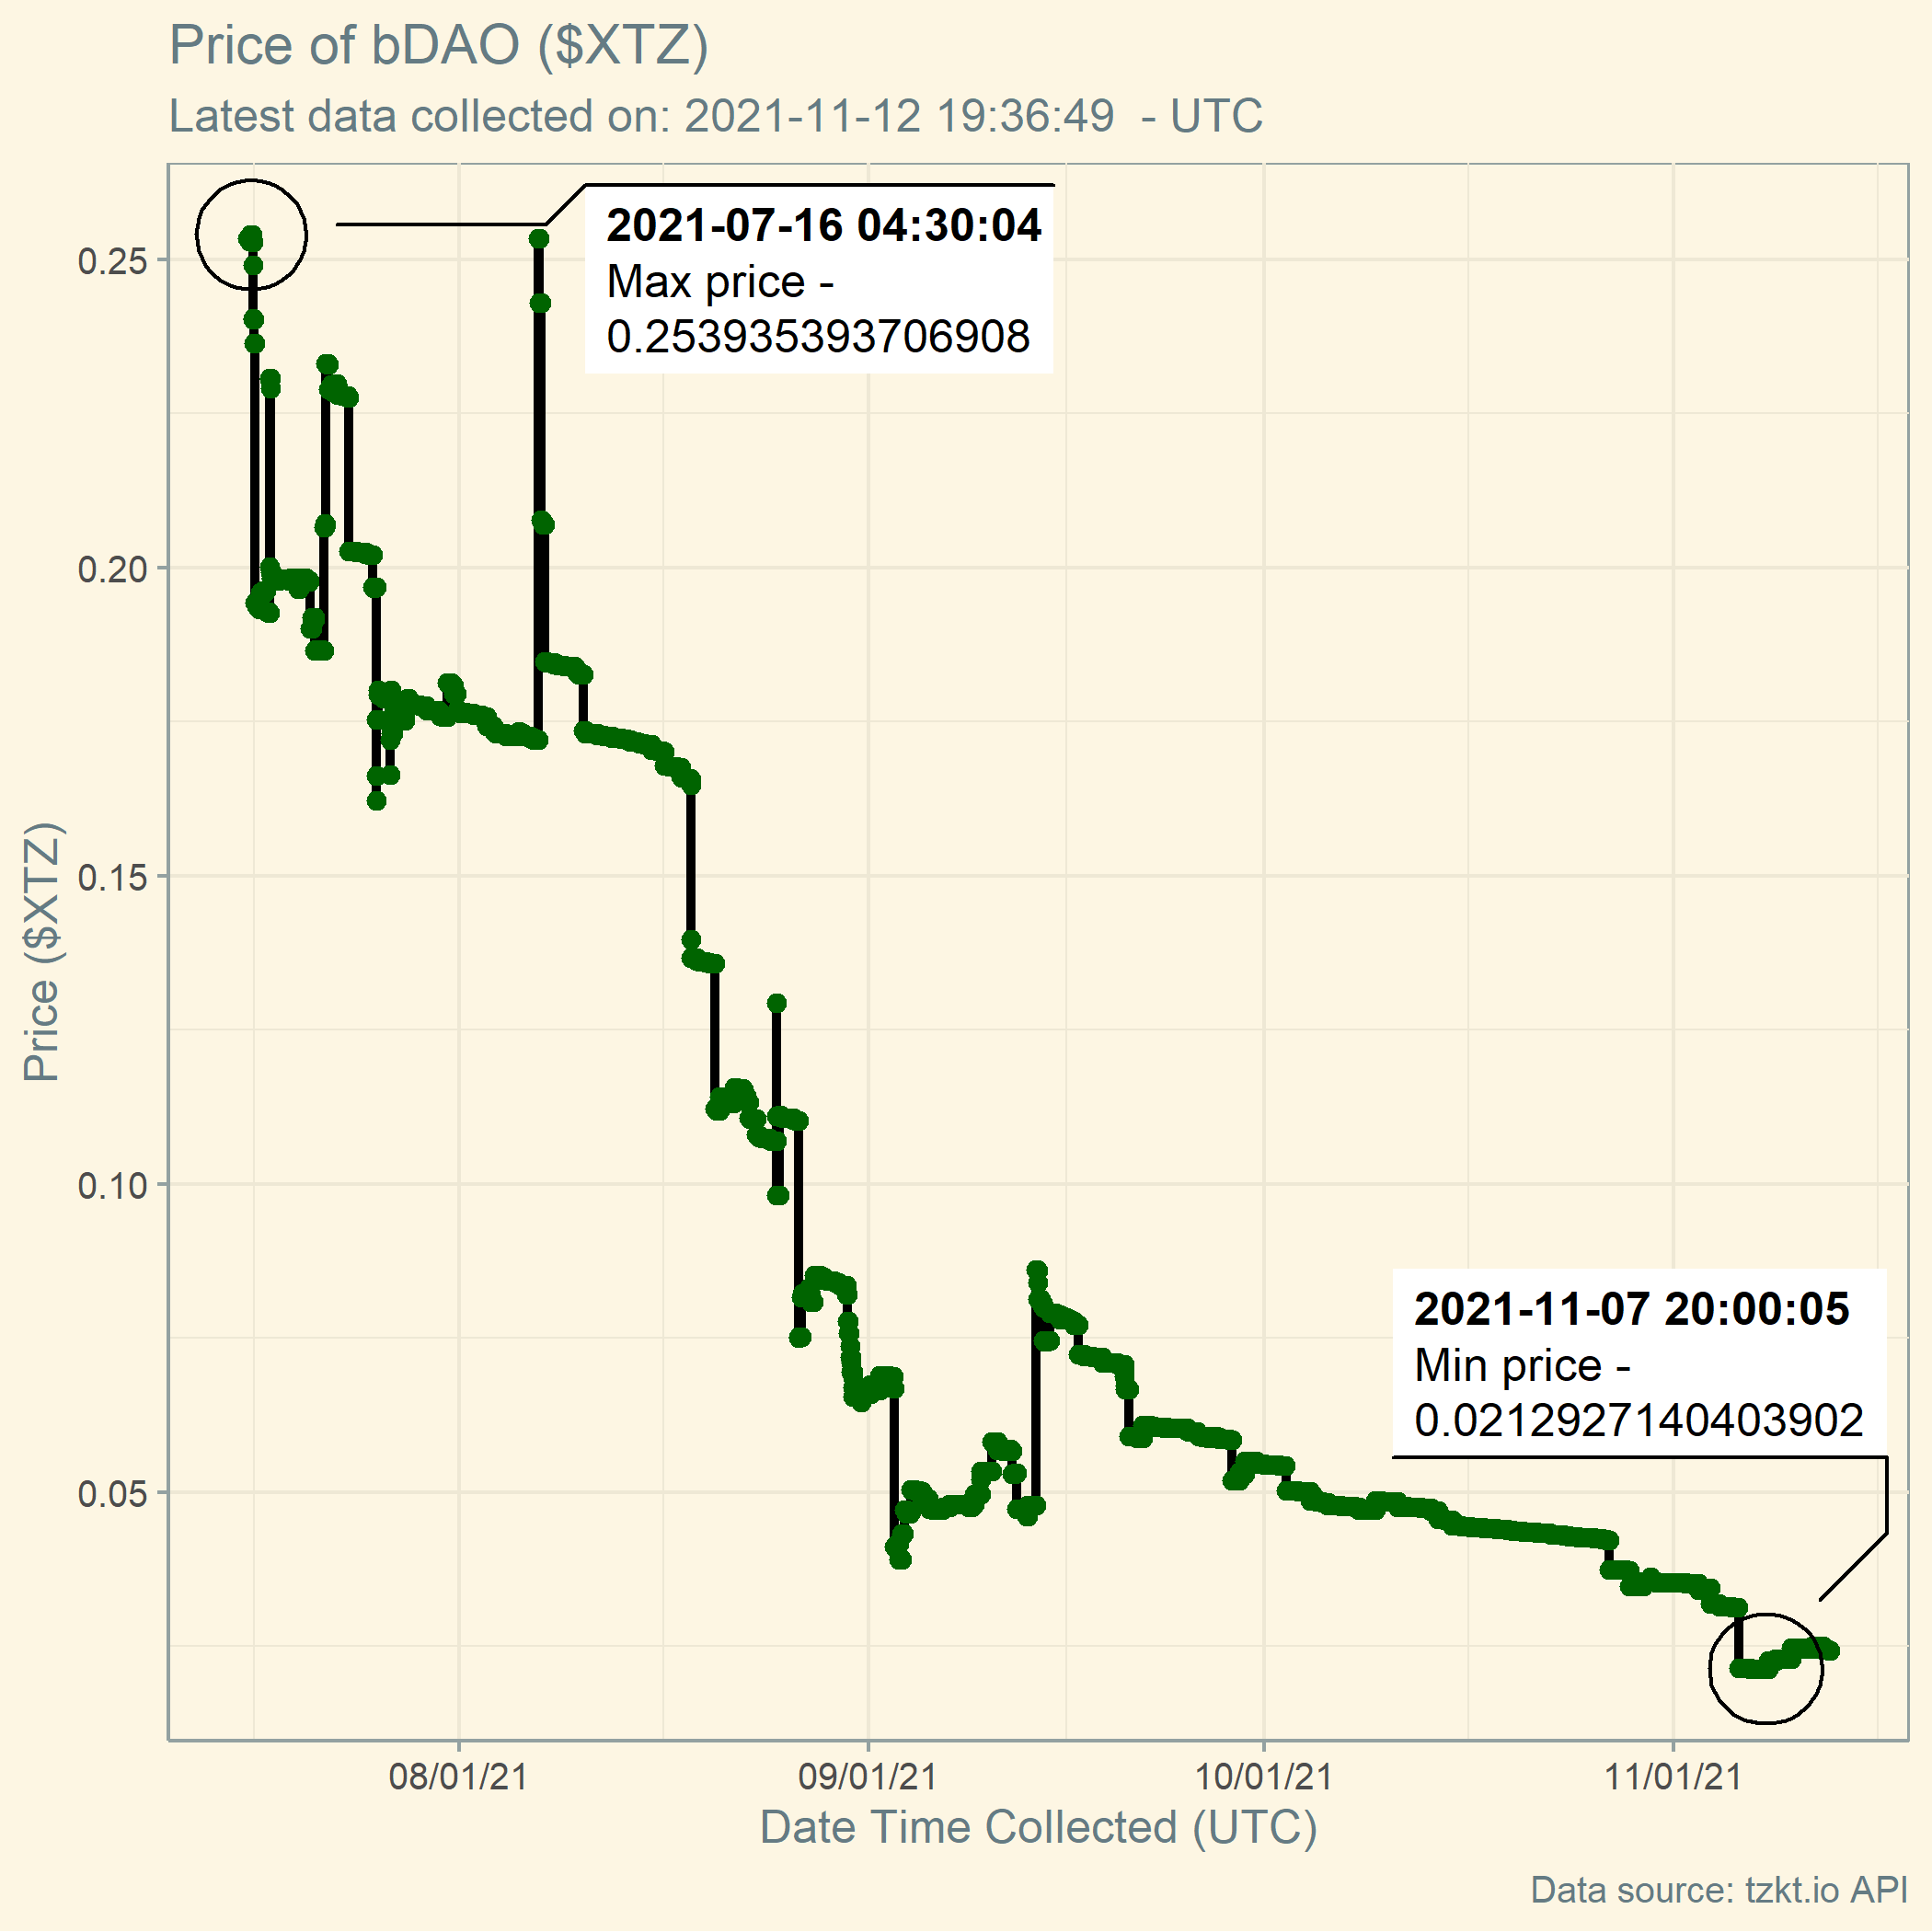 Price of bDAO ($XTZ)
Latest data collected on: 2021-11-12 19:36:49  - UTC
2021-07-16 04:30:04
Max price -
0.253935393706908
0.25
0.20
0.15
0.10
0.05
Price ($XTZ)
2021-11-07 20:00:05
Min price -
0.0212927140403902
08/01/21
09/01/21
10/01/21
11/01/21
Date Time Collected (UTC)
Data source: tzkt.io API